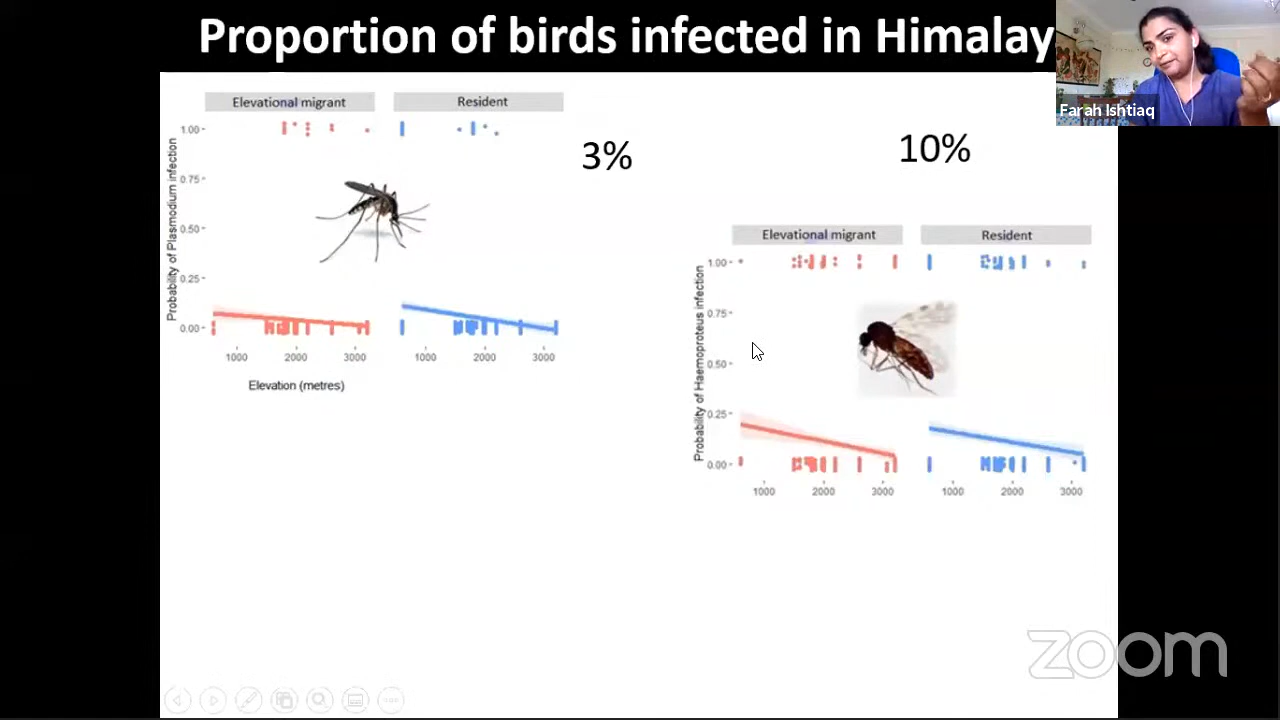 Proportion of birds infected in Himalay
Farah Ishtiaq
Elevational migrant
Resident
3%
10%
Probability of Plasmodium infection
1.00
0.75
0.50
0.25
0.00
1000
2000
3000
1000
2000
3000
Elevation (metres)
Elevational migrant
Resident
Probability of Haemoproteus infection
1.00
0.75
0.50
0.25
0.00
1000
2000
3000
1000
2000
3000
zoom